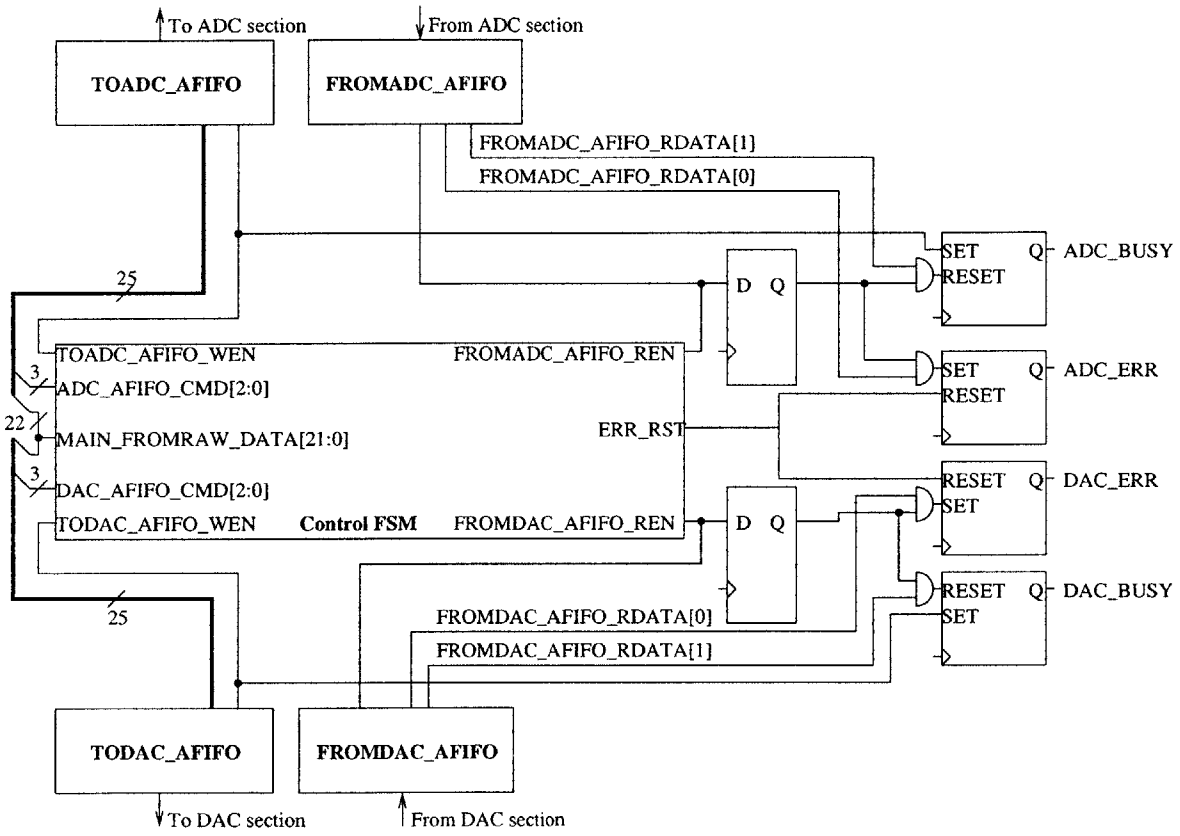 To ADC section
From ADC section
TOADC_AFIFO
FROMADC_AFIFO
FROMADC_AFIFO_RDATA[1]
FROMADC_AFIFO_RDATA[0]
SET
Q
ADC_BUSY
RESET
25
D
Q
TOADC_AFIFO_WEN
FROMADC_AFIFO_REN
3
ADC_AFIFO_CMD[2:0]
SET
Q
ADC_ERR
RESET
22
MAIN_FROMRAW_DATA[21:0]
ERR_RST
3
DAC_AFIFO_CMD[2:0]
RESET
Q
DAC_ERR
SET
TODAC_AFIFO_WEN
Control FSM
FROMDAC_AFIFO_REN
D
Q
25
RESET
Q
DAC_BUSY
SET
FROMDAC_AFIFO_RDATA[0]
FROMDAC_AFIFO_RDATA[1]
TODAC_AFIFO
FROMDAC_AFIFO
To DAC section
From DAC section